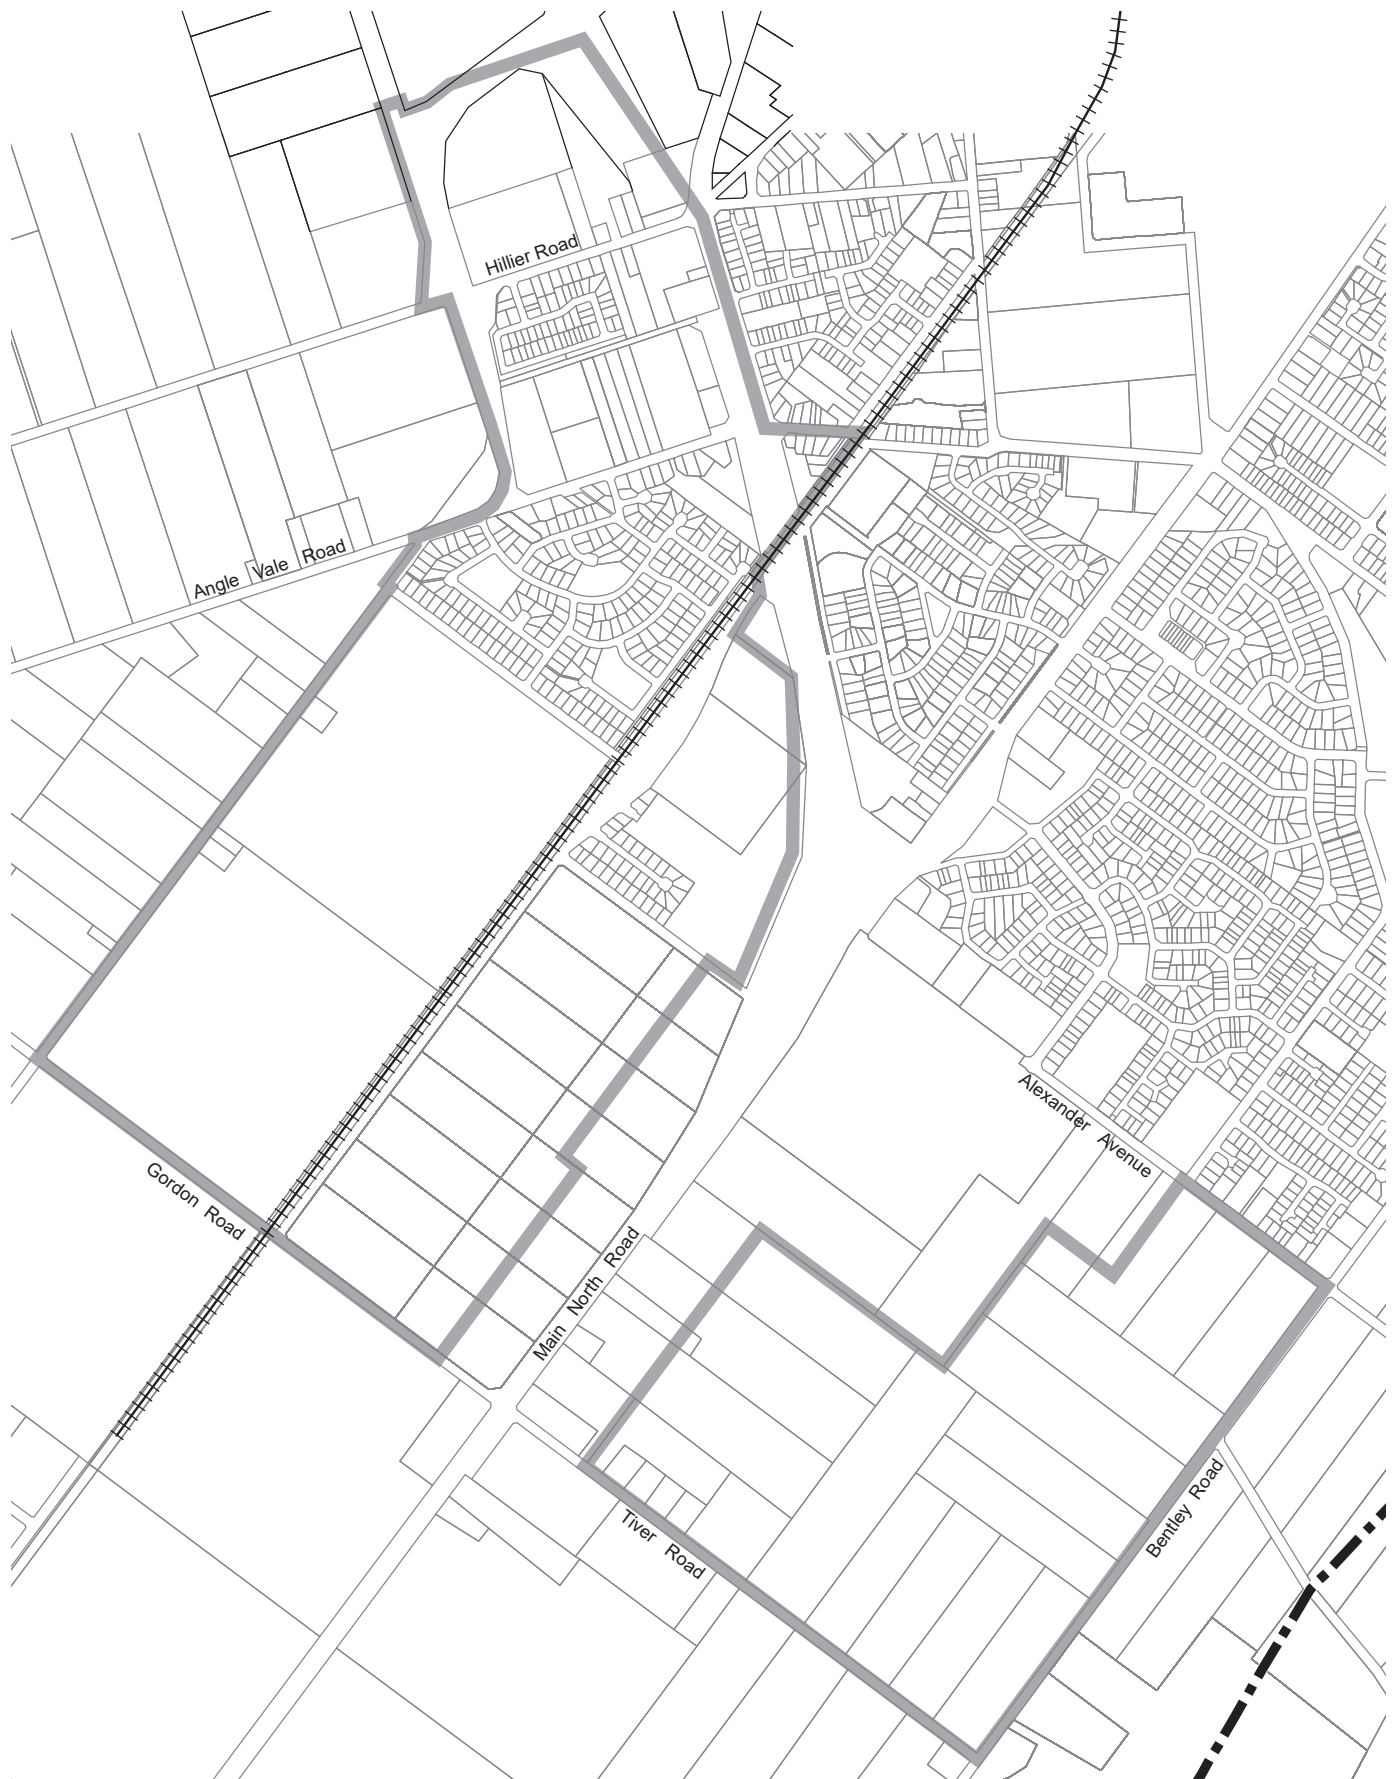 Hillier Road
Angle Vale Road
Alexander Avenue
Gordon Road
Main North Road
Bentley Road
Tiver Road